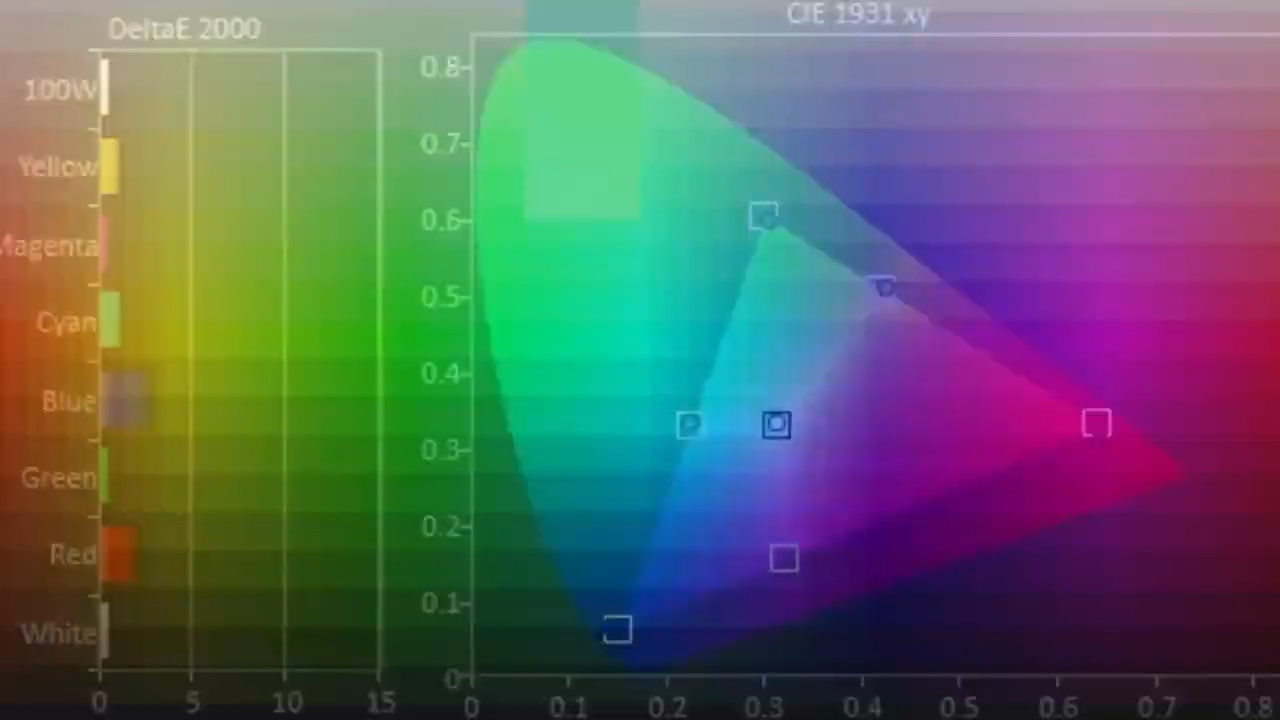 DeltaE 2000
100W
Yellow
Magenta
Cyan
Blue
Green
Red
White
0 5 10 15
CIE 1931 xy
0.8
0.7
0.6
0.5
0.4
0.3
0.2
0.1
0
0 0.1 0.2 0.3 0.4 0.5 0.6 0.7 0.8